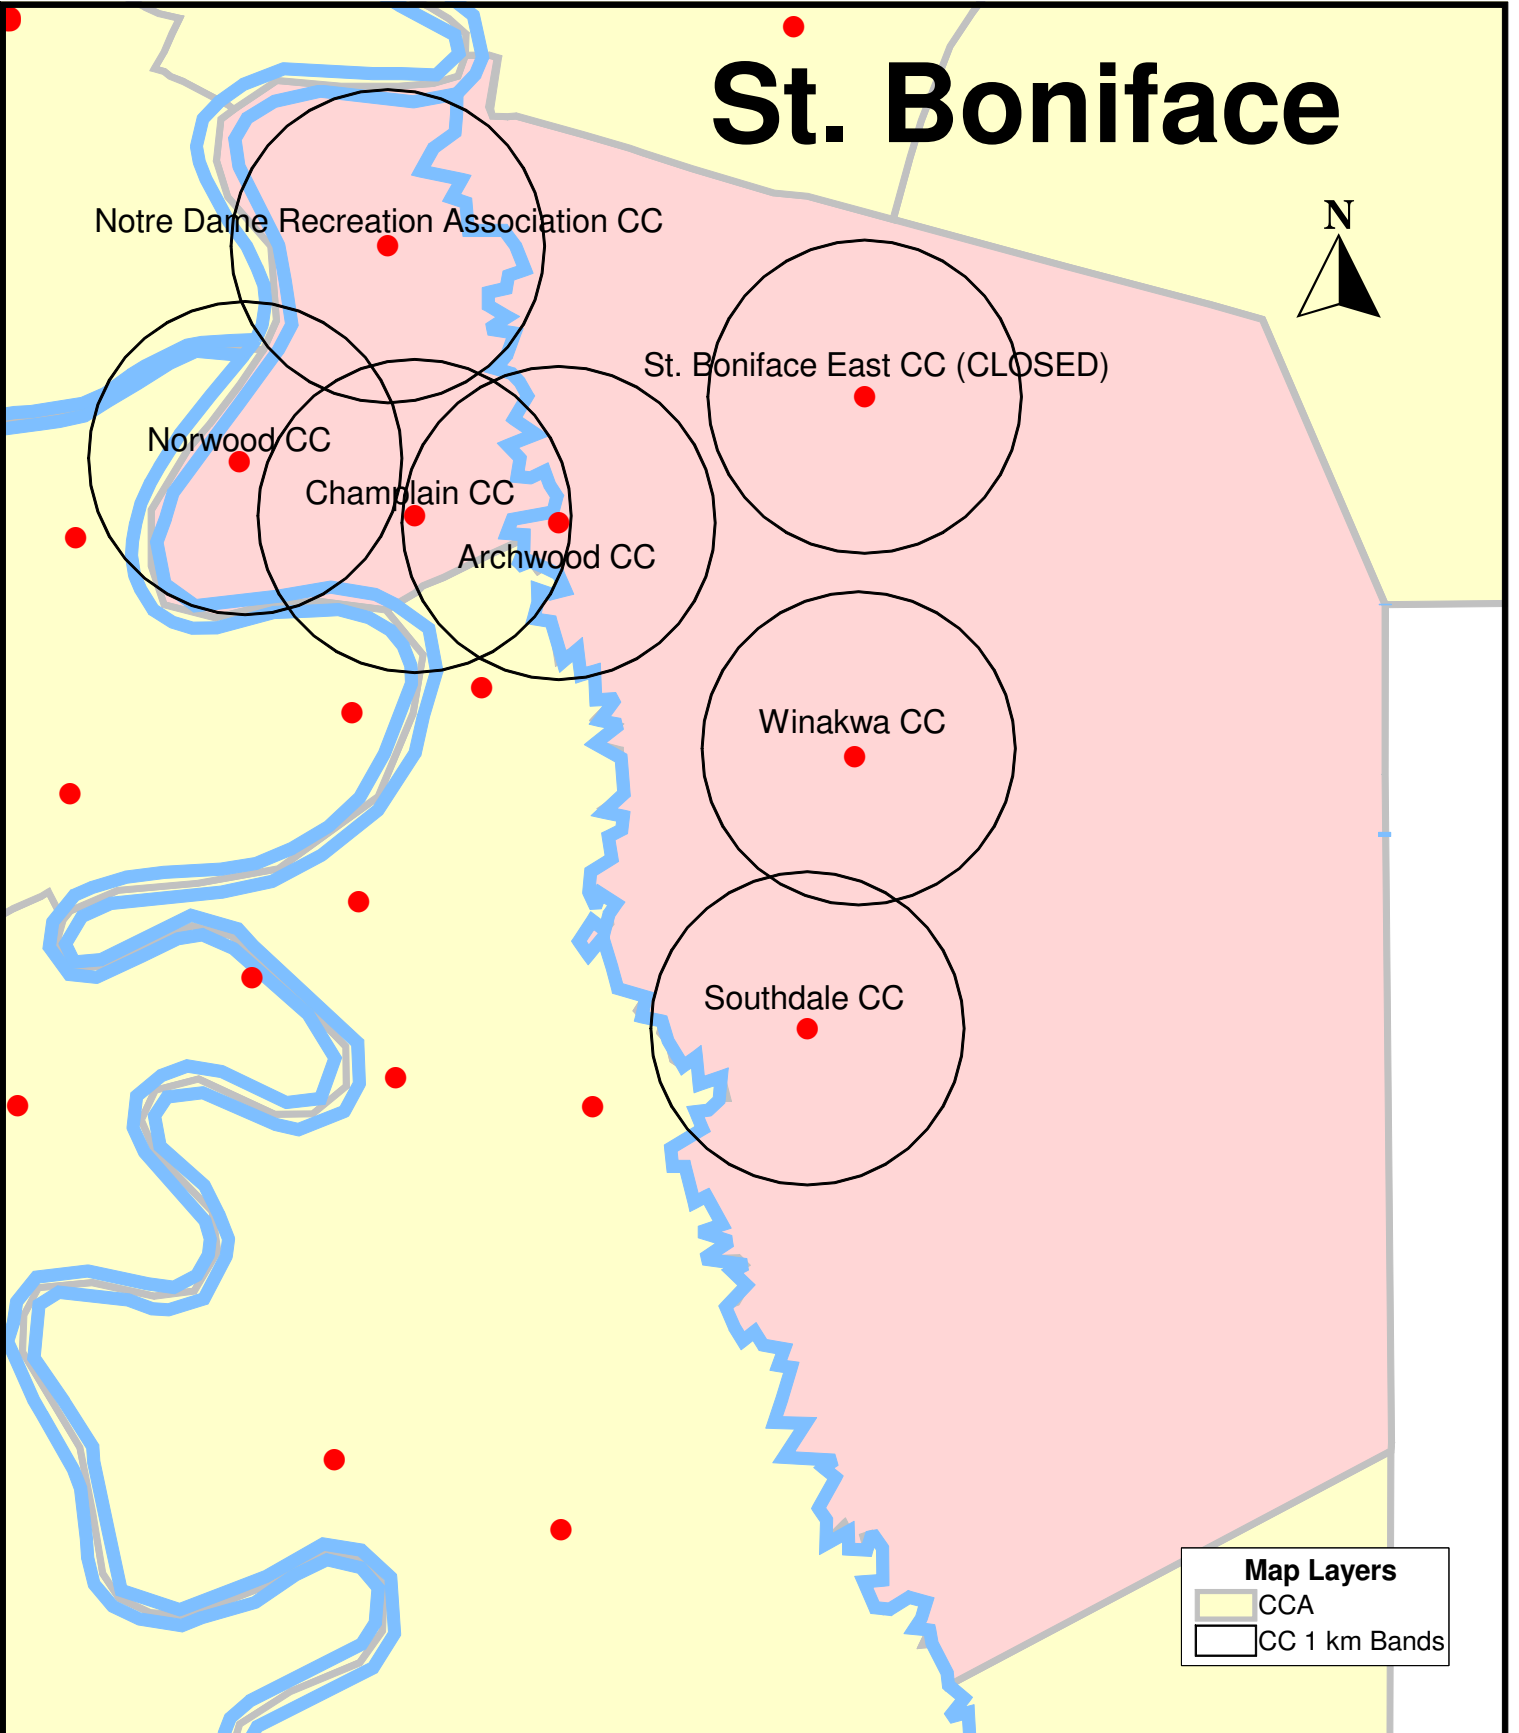 St. Boniface
N
Notre Dame Recreation Association CC
St. Boniface East CC (CLOSED)
Norwood CC
Champlain CC
Archwood CC
Winakwa CC
Southdale CC
Map Layers
CCA
CC 1 km Bands